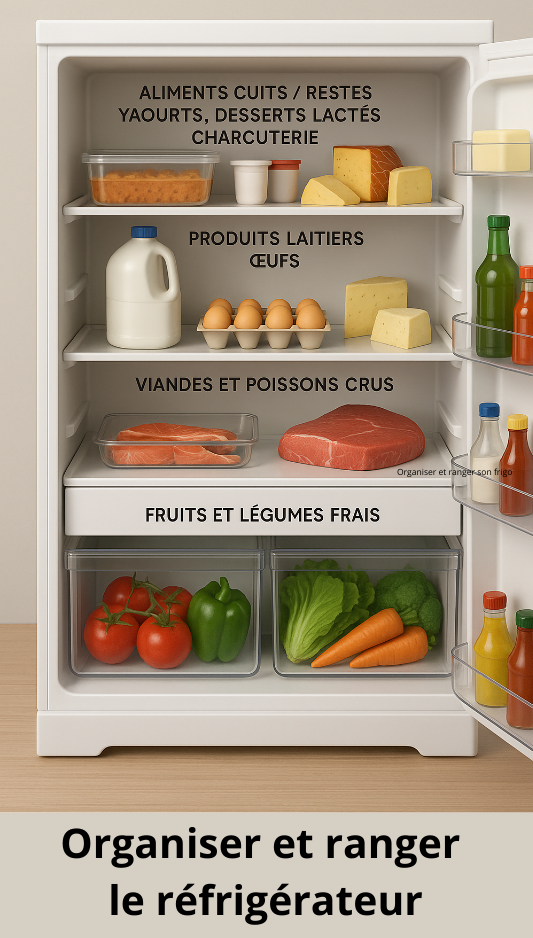 ALIMENTS CUITS / RESTES
YAOURTS, DESSERTS LACTÉS
CHARCUTERIE
PRODUITS LAITIERS
ŒUFS
VIANDES ET POISSONS CRUS
Organiser et ranger son frigo
FRUITS ET LÉGUMES FRAIS
Organiser et ranger
le réfrigérateur